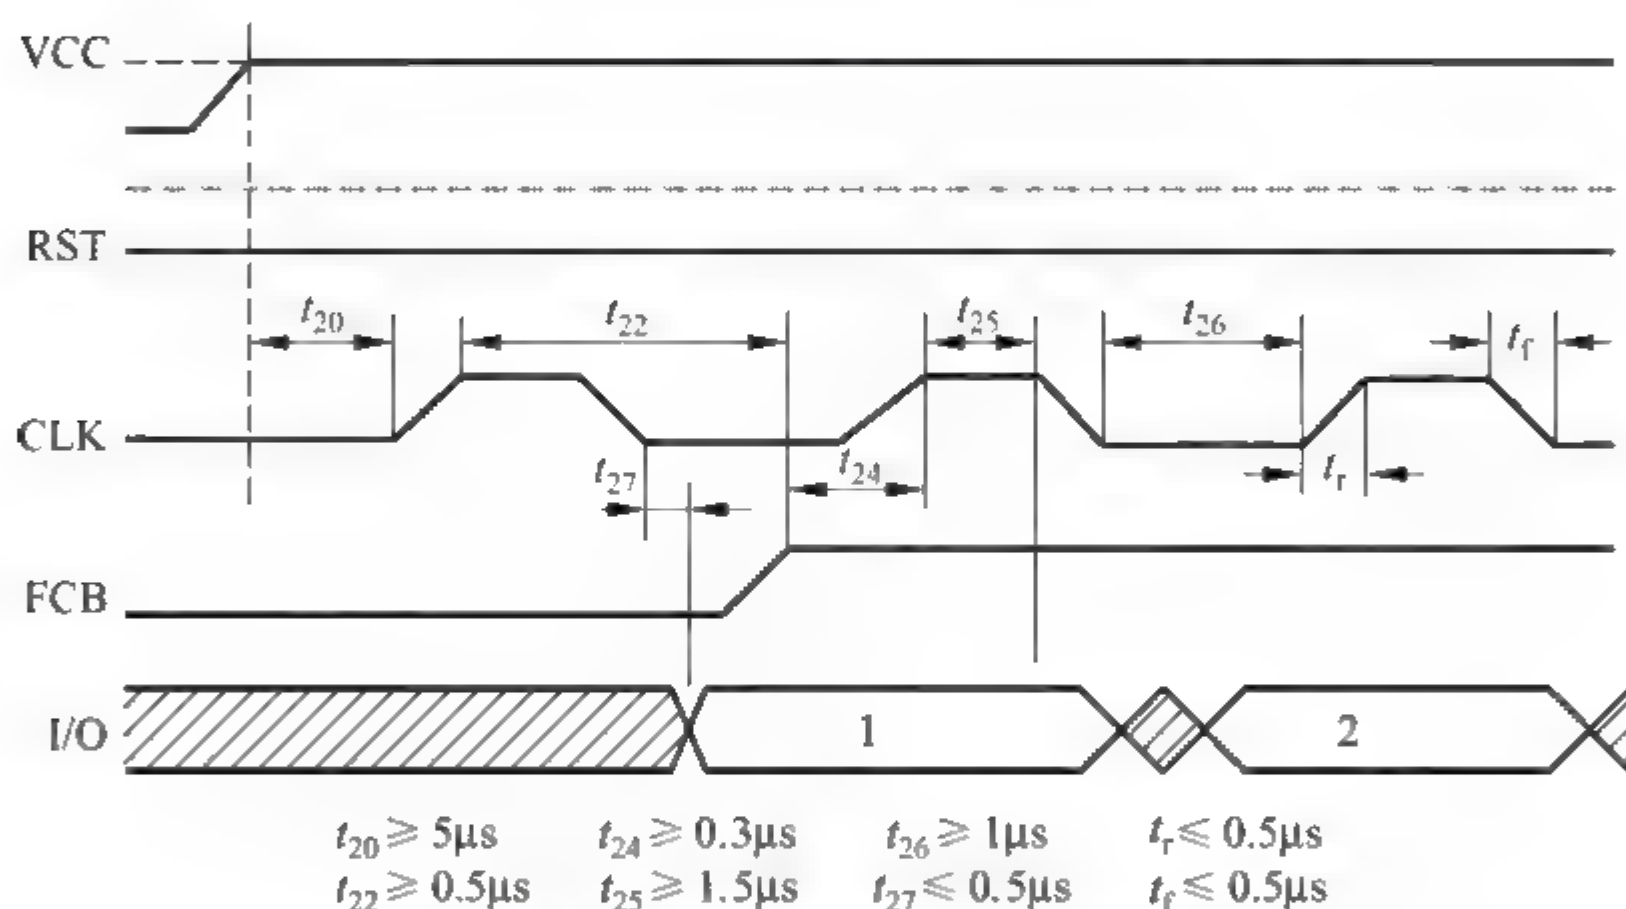 VCC
RST
t20 t22 t25 t26 tf
CLK
t27 t24 tr
FCB
I/O 1 2
t20 ⩾ 5μs t24 ⩾ 0.3μs t26 ⩾ 1μs tr ⩽ 0.5μs
t22 ⩾ 0.5μs t25 ⩾ 1.5μs t27 ⩽ 0.5μs tf ⩽ 0.5μs